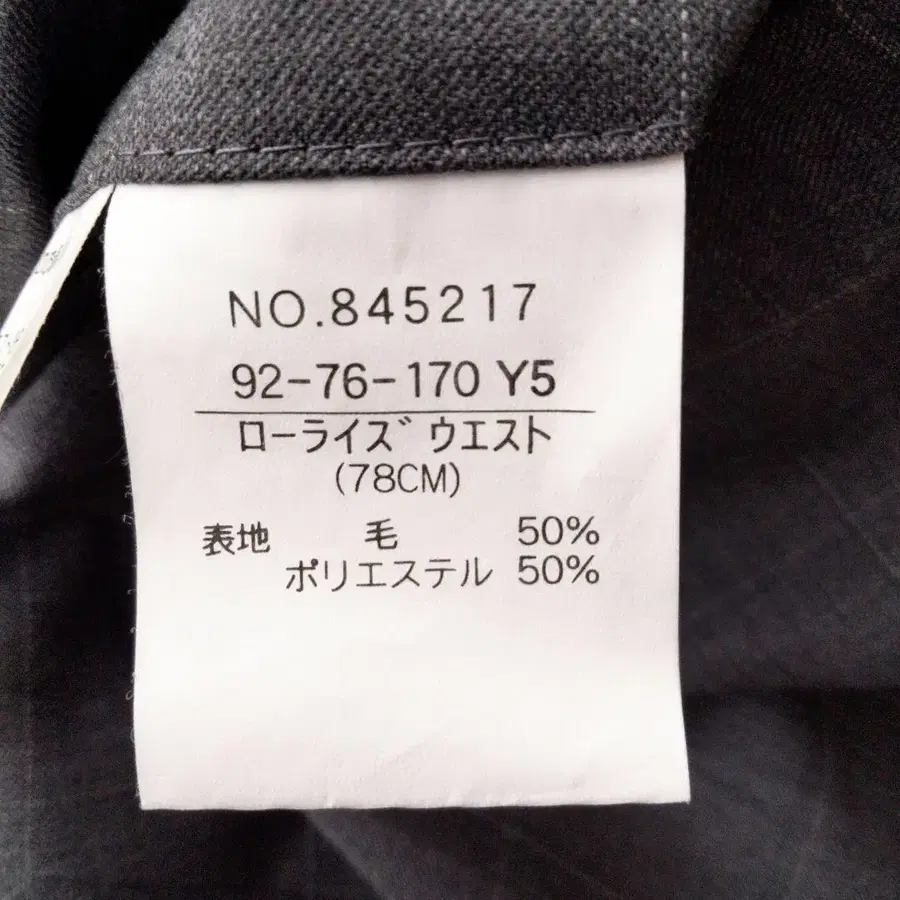 NO.845217
92-76-170 Y5
ローライズ ウエスト
(78CM)
表地 毛 50%
ポリエステル 50%